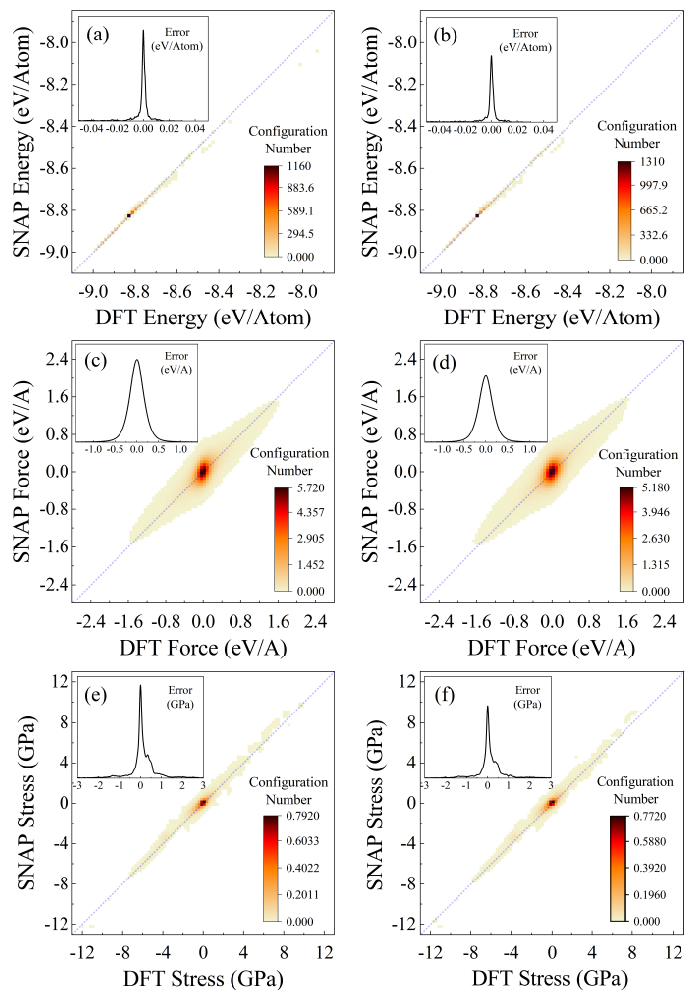 (a)
Error
(eV/Atom)
-0.04 -0.02 0.00 0.02 0.04
SNAP Energy (eV/Atom)
-8.0
-8.2
-8.4
-8.6
-8.8
-9.0
Configuration
Number
1160
883.6
589.1
294.5
0.000
-9.0 -8.8 -8.6 -8.4 -8.2 -8.0
DFT Energy (eV/Atom)
(b)
Error
(eV/Atom)
-0.04 -0.02 0.00 0.02 0.04
SNAP Energy (eV/Atom)
-8.0
-8.2
-8.4
-8.6
-8.8
-9.0
Configuration
Number
1310
997.9
665.2
332.6
0.000
-9.0 -8.8 -8.6 -8.4 -8.2 -8.0
DFT Energy (eV/Atom)
(c)
Error
(eV/A)
-1.0 -0.5 0.0 0.5 1.0
SNAP Force (eV/A)
2.4
1.6
0.8
0.0
-0.8
-1.6
-2.4
Configuration
Number
5.720
4.357
2.905
1.452
0.000
-2.4 -1.6 -0.8 0.0 0.8 1.6 2.4
DFT Force (eV/A)
(d)
Error
(eV/A)
-1.0 -0.5 0.0 0.5 1.0
SNAP Force (eV/A)
2.4
1.6
0.8
0.0
-0.8
-1.6
-2.4
Configuration
Number
5.180
3.946
2.630
1.315
0.000
-2.4 -1.6 -0.8 0.0 0.8 1.6 2.4
DFT Force (eV/A)
(e)
Error
(GPa)
-3 -2 -1 0 1 2 3
SNAP Stress (GPa)
12
8
4
0
-4
-8
-12
Configuration
Number
0.7920
0.6033
0.4022
0.2011
0.000
-12 -8 -4 0 4 8 12
DFT Stress (GPa)
(f)
Error
(GPa)
-3 -2 -1 0 1 2 3
SNAP Stress (GPa)
12
8
4
0
-4
-8
-12
Configuration
Number
0.7720
0.5880
0.3920
0.1960
0.000
-12 -8 -4 0 4 8 12
DFT Stress (GPa)